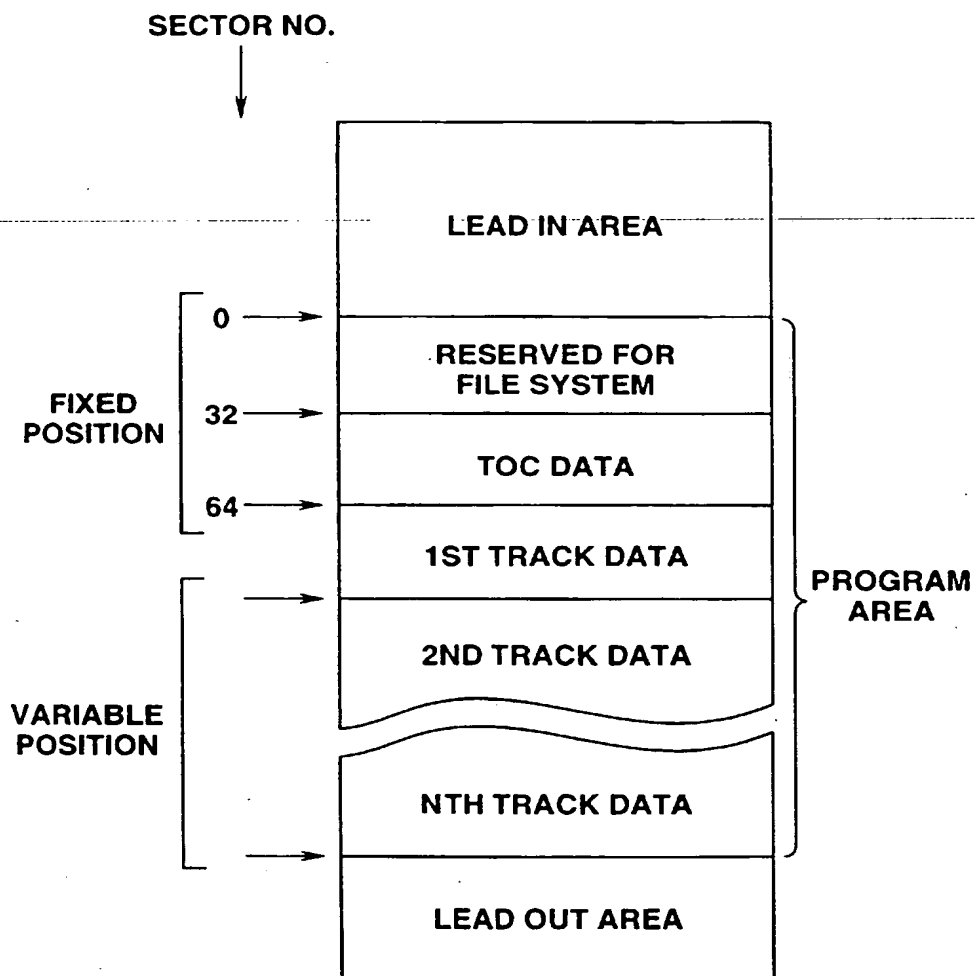 SECTOR NO.
LEAD IN AREA
0
RESERVED FOR
FILE SYSTEM
FIXED
POSITION
32
TOC DATA
64
1ST TRACK DATA
PROGRAM
AREA
2ND TRACK DATA
VARIABLE
POSITION
NTH TRACK DATA
LEAD OUT AREA